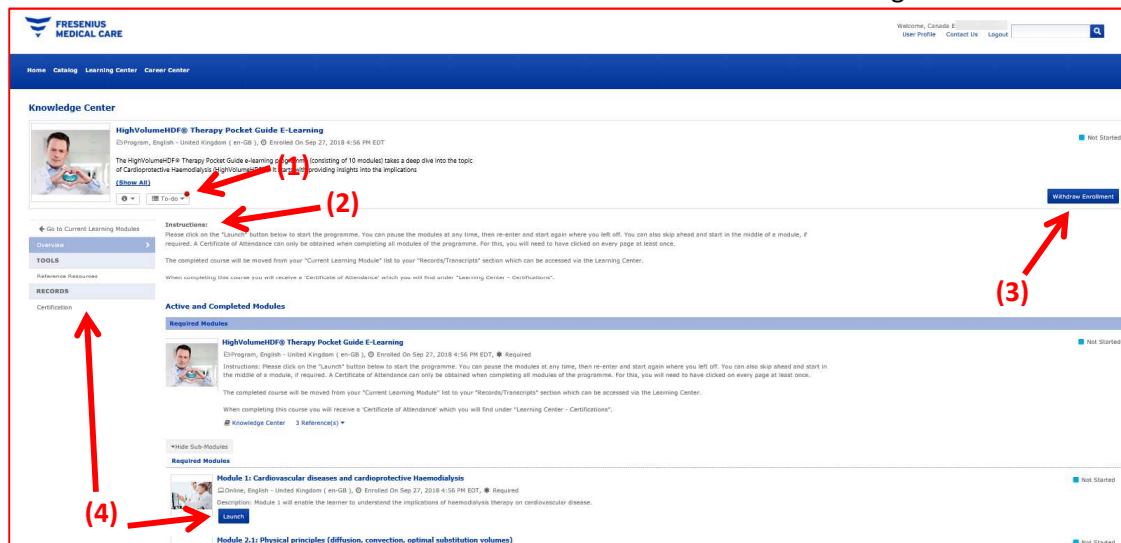 FRESENIUS
MEDICAL CARE
Welcome, Canada E
User Profile Contact Us Logout
Home Catalog Learning Center Career Center
Knowledge Center
HighVolumeHDF® Therapy Pocket Guide E-Learning
Program, English - United Kingdom ( en-GB ), Enrolled On Sep 27, 2018 4:56 PM EDT
Not Started
The HighVolumeHDF® Therapy Pocket Guide e-learning programme (consisting of 10 modules) takes a deep dive into the topic
of Cardioprotective Haemodialysis (HighVolumeHDF). It starts with providing insights into the implications
(1)
(Show All)
To-do
Withdraw Enrollment
(2)
Go to Current Learning Modules
Overview
TOOLS
Reference Resources
RECORDS
Certification
Instructions:
Please click on the "Launch" button below to start the programme. You can pause the modules at any time, then re-enter and start again where you left off. You can also skip ahead and start in the middle of a module, if
required. A Certificate of Attendance can only be obtained when completing all modules of the programme. For this, you will need to have clicked on every page at least once.
The completed course will be moved from your "Current Learning Module" list to your "Records/Transcripts" section which can be accessed via the Learning Center.
When completing this course you will receive a 'Certificate of Attendance' which you will find under "Learning Center - Certifications".
(3)
Active and Completed Modules
Required Modules
HighVolumeHDF® Therapy Pocket Guide E-Learning
Not Started
Program, English - United Kingdom ( en-GB ), Enrolled On Sep 27, 2018 4:56 PM EDT, Required
Instructions: Please click on the "Launch" button below to start the programme. You can pause the modules at any time, then re-enter and start again where you left off. You can also skip ahead and start in
the middle of a module, if required. A Certificate of Attendance can only be obtained when completing all modules of the programme. For this, you will need to have clicked on every page at least once.
The completed course will be moved from your "Current Learning Module" list to your "Records/Transcripts" section which can be accessed via the Learning Center.
When completing this course you will receive a 'Certificate of Attendance' which you will find under "Learning Center - Certifications".
Knowledge Center 3 Reference(s)
Hide Sub-Modules
Required Modules
Module 1: Cardiovascular diseases and cardioprotective Haemodialysis
Not Started
Online, English - United Kingdom ( en-GB ), Enrolled On Sep 27, 2018 4:56 PM EDT, Required
Description: Module 1 will enable the learner to understand the implications of haemodialysis therapy on cardiovascular disease.
(4)
Launch
Module 2.1: Physical principles (diffusion, convection, optimal substitution volumes)
Not Started